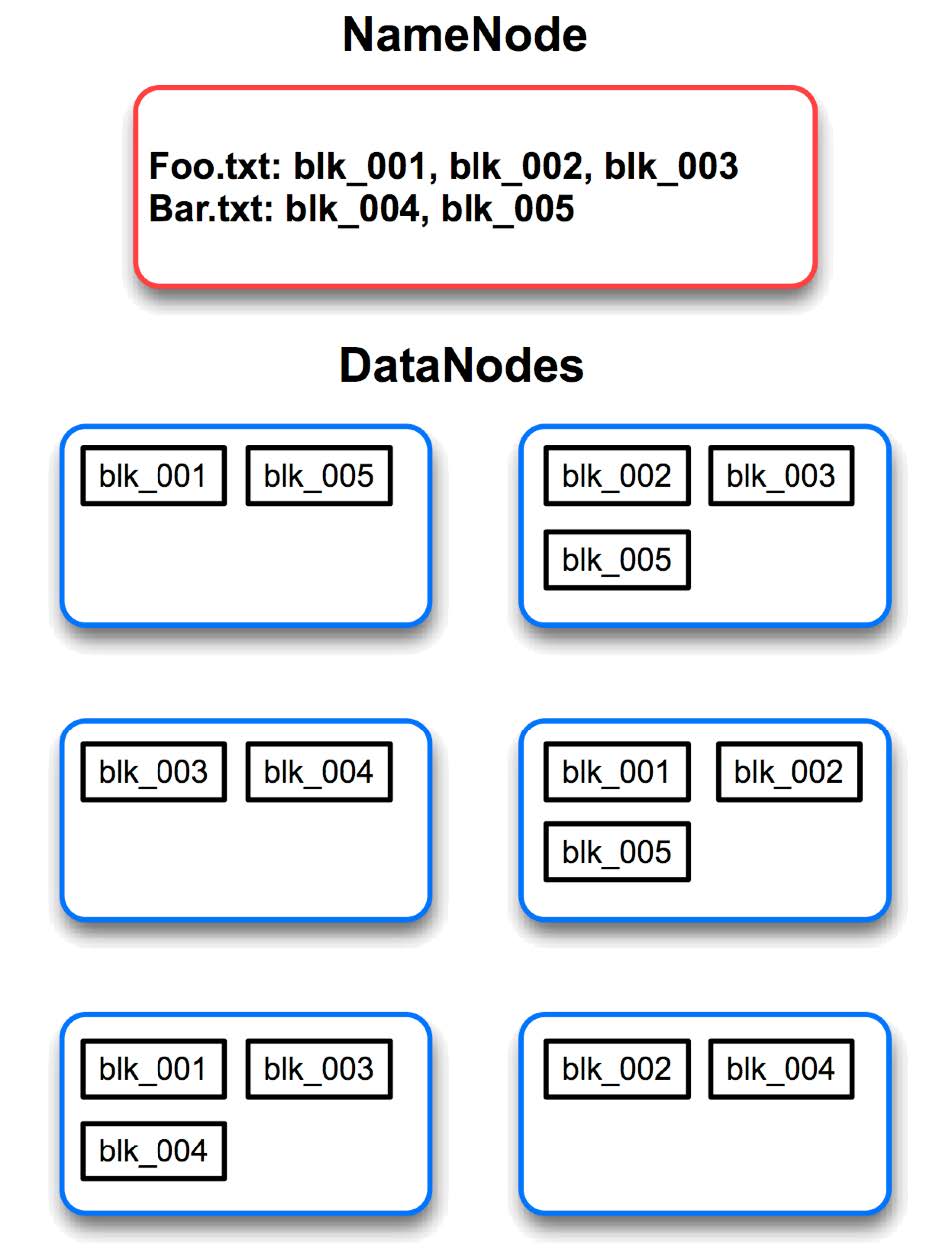 NameNode
Foo.txt: blk_001, blk_002, blk_003
Bar.txt: blk_004, blk_005
DataNodes
blk_001 blk_005
blk_002 blk_003
blk_005
blk_003 blk_004
blk_001 blk_002
blk_005
blk_001 blk_003
blk_004
blk_002 blk_004